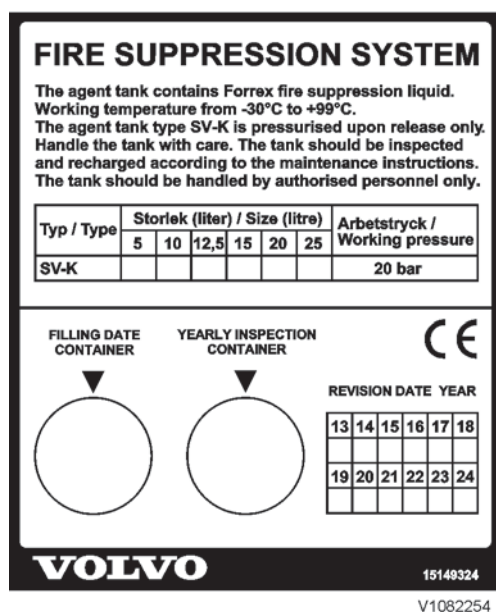 FIRE SUPPRESSION SYSTEM
The agent tank contains Forrex fire suppression liquid.
Working temperature from -30°C to +99°C.
The agent tank type SV-K is pressurised upon release only.
Handle the tank with care. The tank should be inspected
and recharged according to the maintenance instructions.
The tank should be handled by authorised personnel only.
Typ / Type Storlek (liter) / Size (litre) Arbetstryck /
Working pressure
5 10 12,5 15 20 25
SV-K 20 bar
FILLING DATE
CONTAINER
YEARLY INSPECTION
CONTAINER
CE
REVISION DATE YEAR
13 14 15 16 17 18
19 20 21 22 23 24
VOLVO
15149324
V1082254